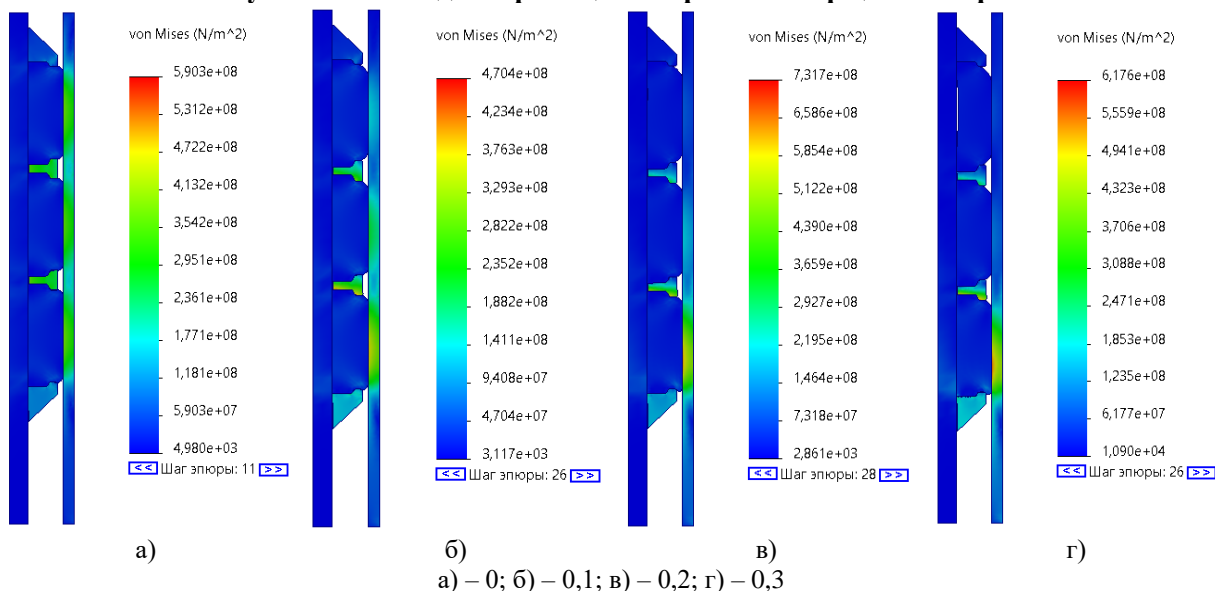 von Mises (N/m^2)
5,903e+08
5,312e+08
4,722e+08
4,132e+08
3,542e+08
2,951e+08
2,361e+08
1,771e+08
1,181e+08
5,903e+07
4,980e+03
<< Шаг эпюры: 11 >>
von Mises (N/m^2)
4,704e+08
4,234e+08
3,763e+08
3,293e+08
2,822e+08
2,352e+08
1,882e+08
1,411e+08
9,408e+07
4,704e+07
3,117e+03
<< Шаг эпюры: 26 >>
von Mises (N/m^2)
7,317e+08
6,586e+08
5,854e+08
5,122e+08
4,390e+08
3,659e+08
2,927e+08
2,195e+08
1,464e+08
7,318e+07
2,861e+03
<< Шаг эпюры: 28 >>
von Mises (N/m^2)
6,176e+08
5,559e+08
4,941e+08
4,323e+08
3,706e+08
3,088e+08
2,471e+08
1,853e+08
1,235e+08
6,177e+07
1,090e+04
<< Шаг эпюры: 26 >>
а) б) в) г)
а) – 0; б) – 0,1; в) – 0,2; г) – 0,3